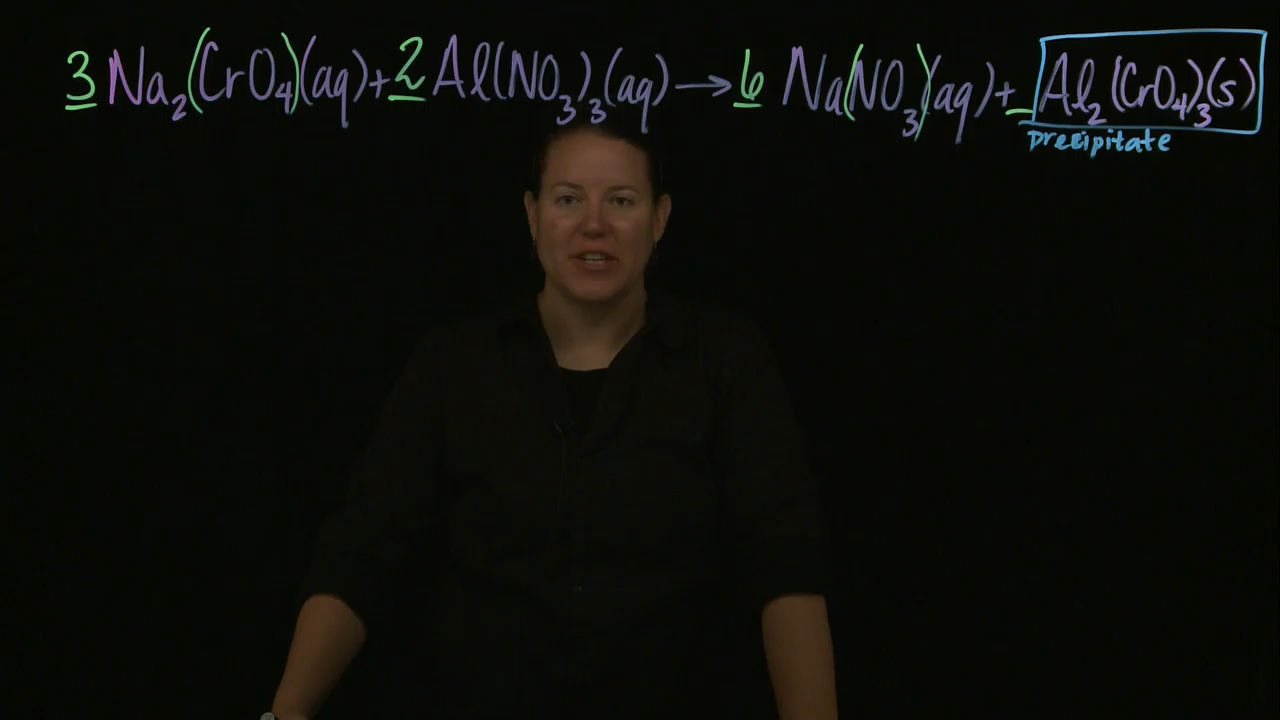 3 Na₂(CrO₄)(aq) + 2 Al(NO₃)₃(aq) → 6 Na(NO₃)(aq) + _ Al₂(CrO₄)₃(s)
precipitate